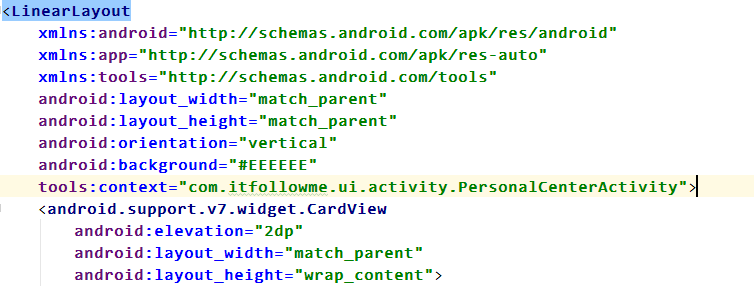 <LinearLayout
xmlns:android="http://schemas.android.com/apk/res/android"
xmlns:app="http://schemas.android.com/apk/res-auto"
xmlns:tools="http://schemas.android.com/tools"
android:layout_width="match_parent"
android:layout_height="match_parent"
android:orientation="vertical"
android:background="#EEEEEE"
tools:context="com.itfollowme.ui.activity.PersonalCenterActivity">
<android.support.v7.widget.CardView
android:elevation="2dp"
android:layout_width="match_parent"
android:layout_height="wrap_content">